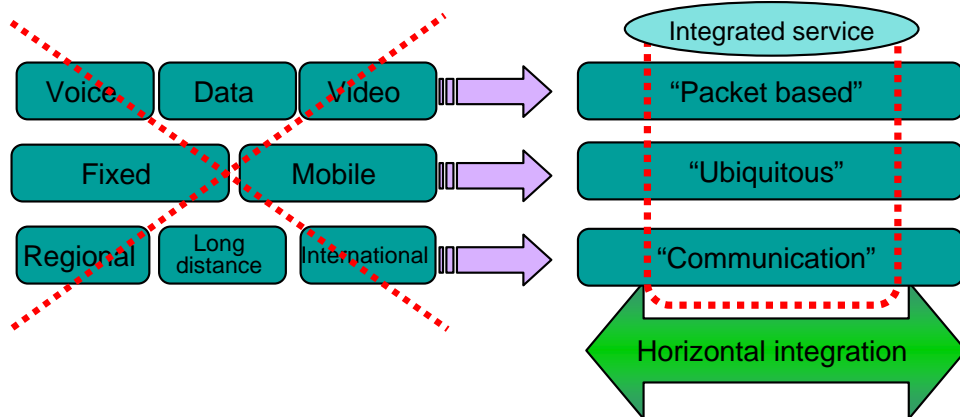 Integrated service
Voice
Data
Video
“Packet based”
Fixed
Mobile
“Ubiquitous”
Regional
Long
distance
International
“Communication”
Horizontal integration